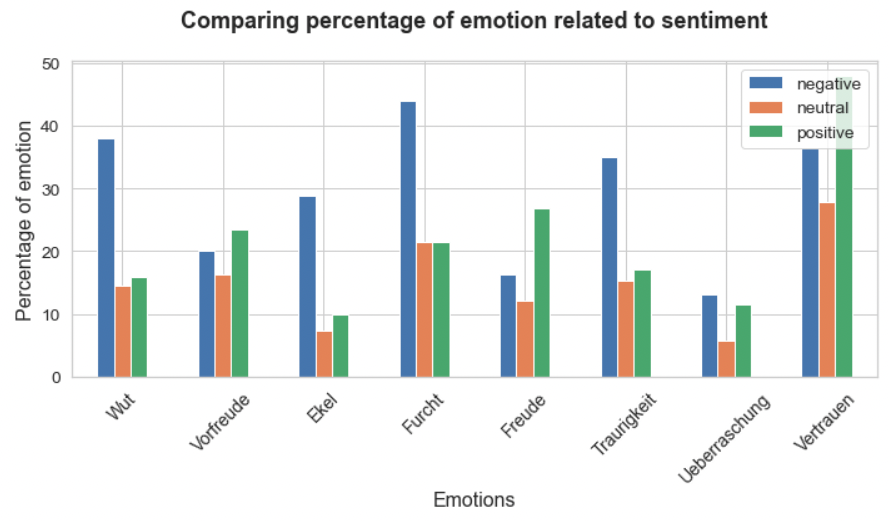 Comparing percentage of emotion related to sentiment
50
40
30
20
10
0
Percentage of emotion
negative
neutral
positive
Wut
Vorfreude
Ekel
Furcht
Freude
Traurigkeit
Ueberraschung
Vertrauen
Emotions